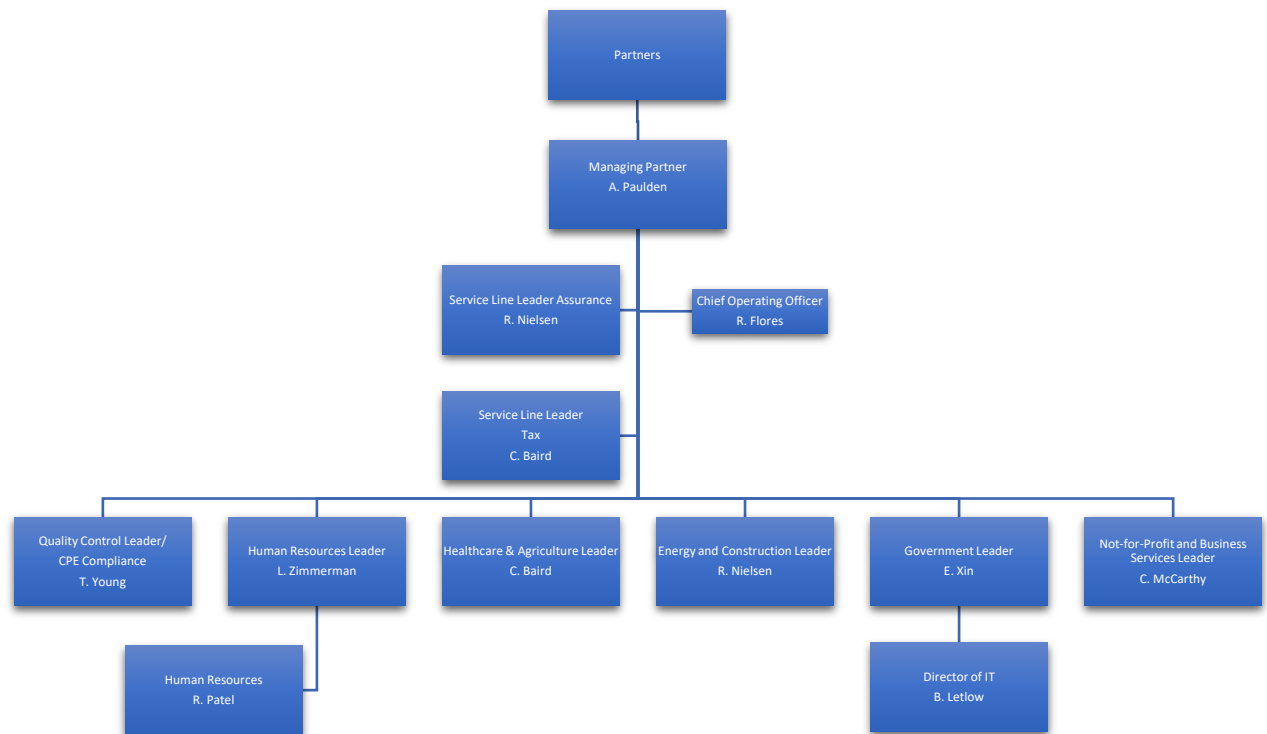 Partners
Managing Partner
A. Paulden
Service Line Leader Assurance
R. Nielsen
Chief Operating Officer
R. Flores
Service Line Leader
Tax
C. Baird
Quality Control Leader/
CPE Compliance
T. Young
Human Resources Leader
L. Zimmerman
Healthcare & Agriculture Leader
C. Baird
Energy and Construction Leader
R. Nielsen
Government Leader
E. Xin
Not-for-Profit and Business
Services Leader
C. McCarthy
Human Resources
R. Patel
Director of IT
B. Letlow